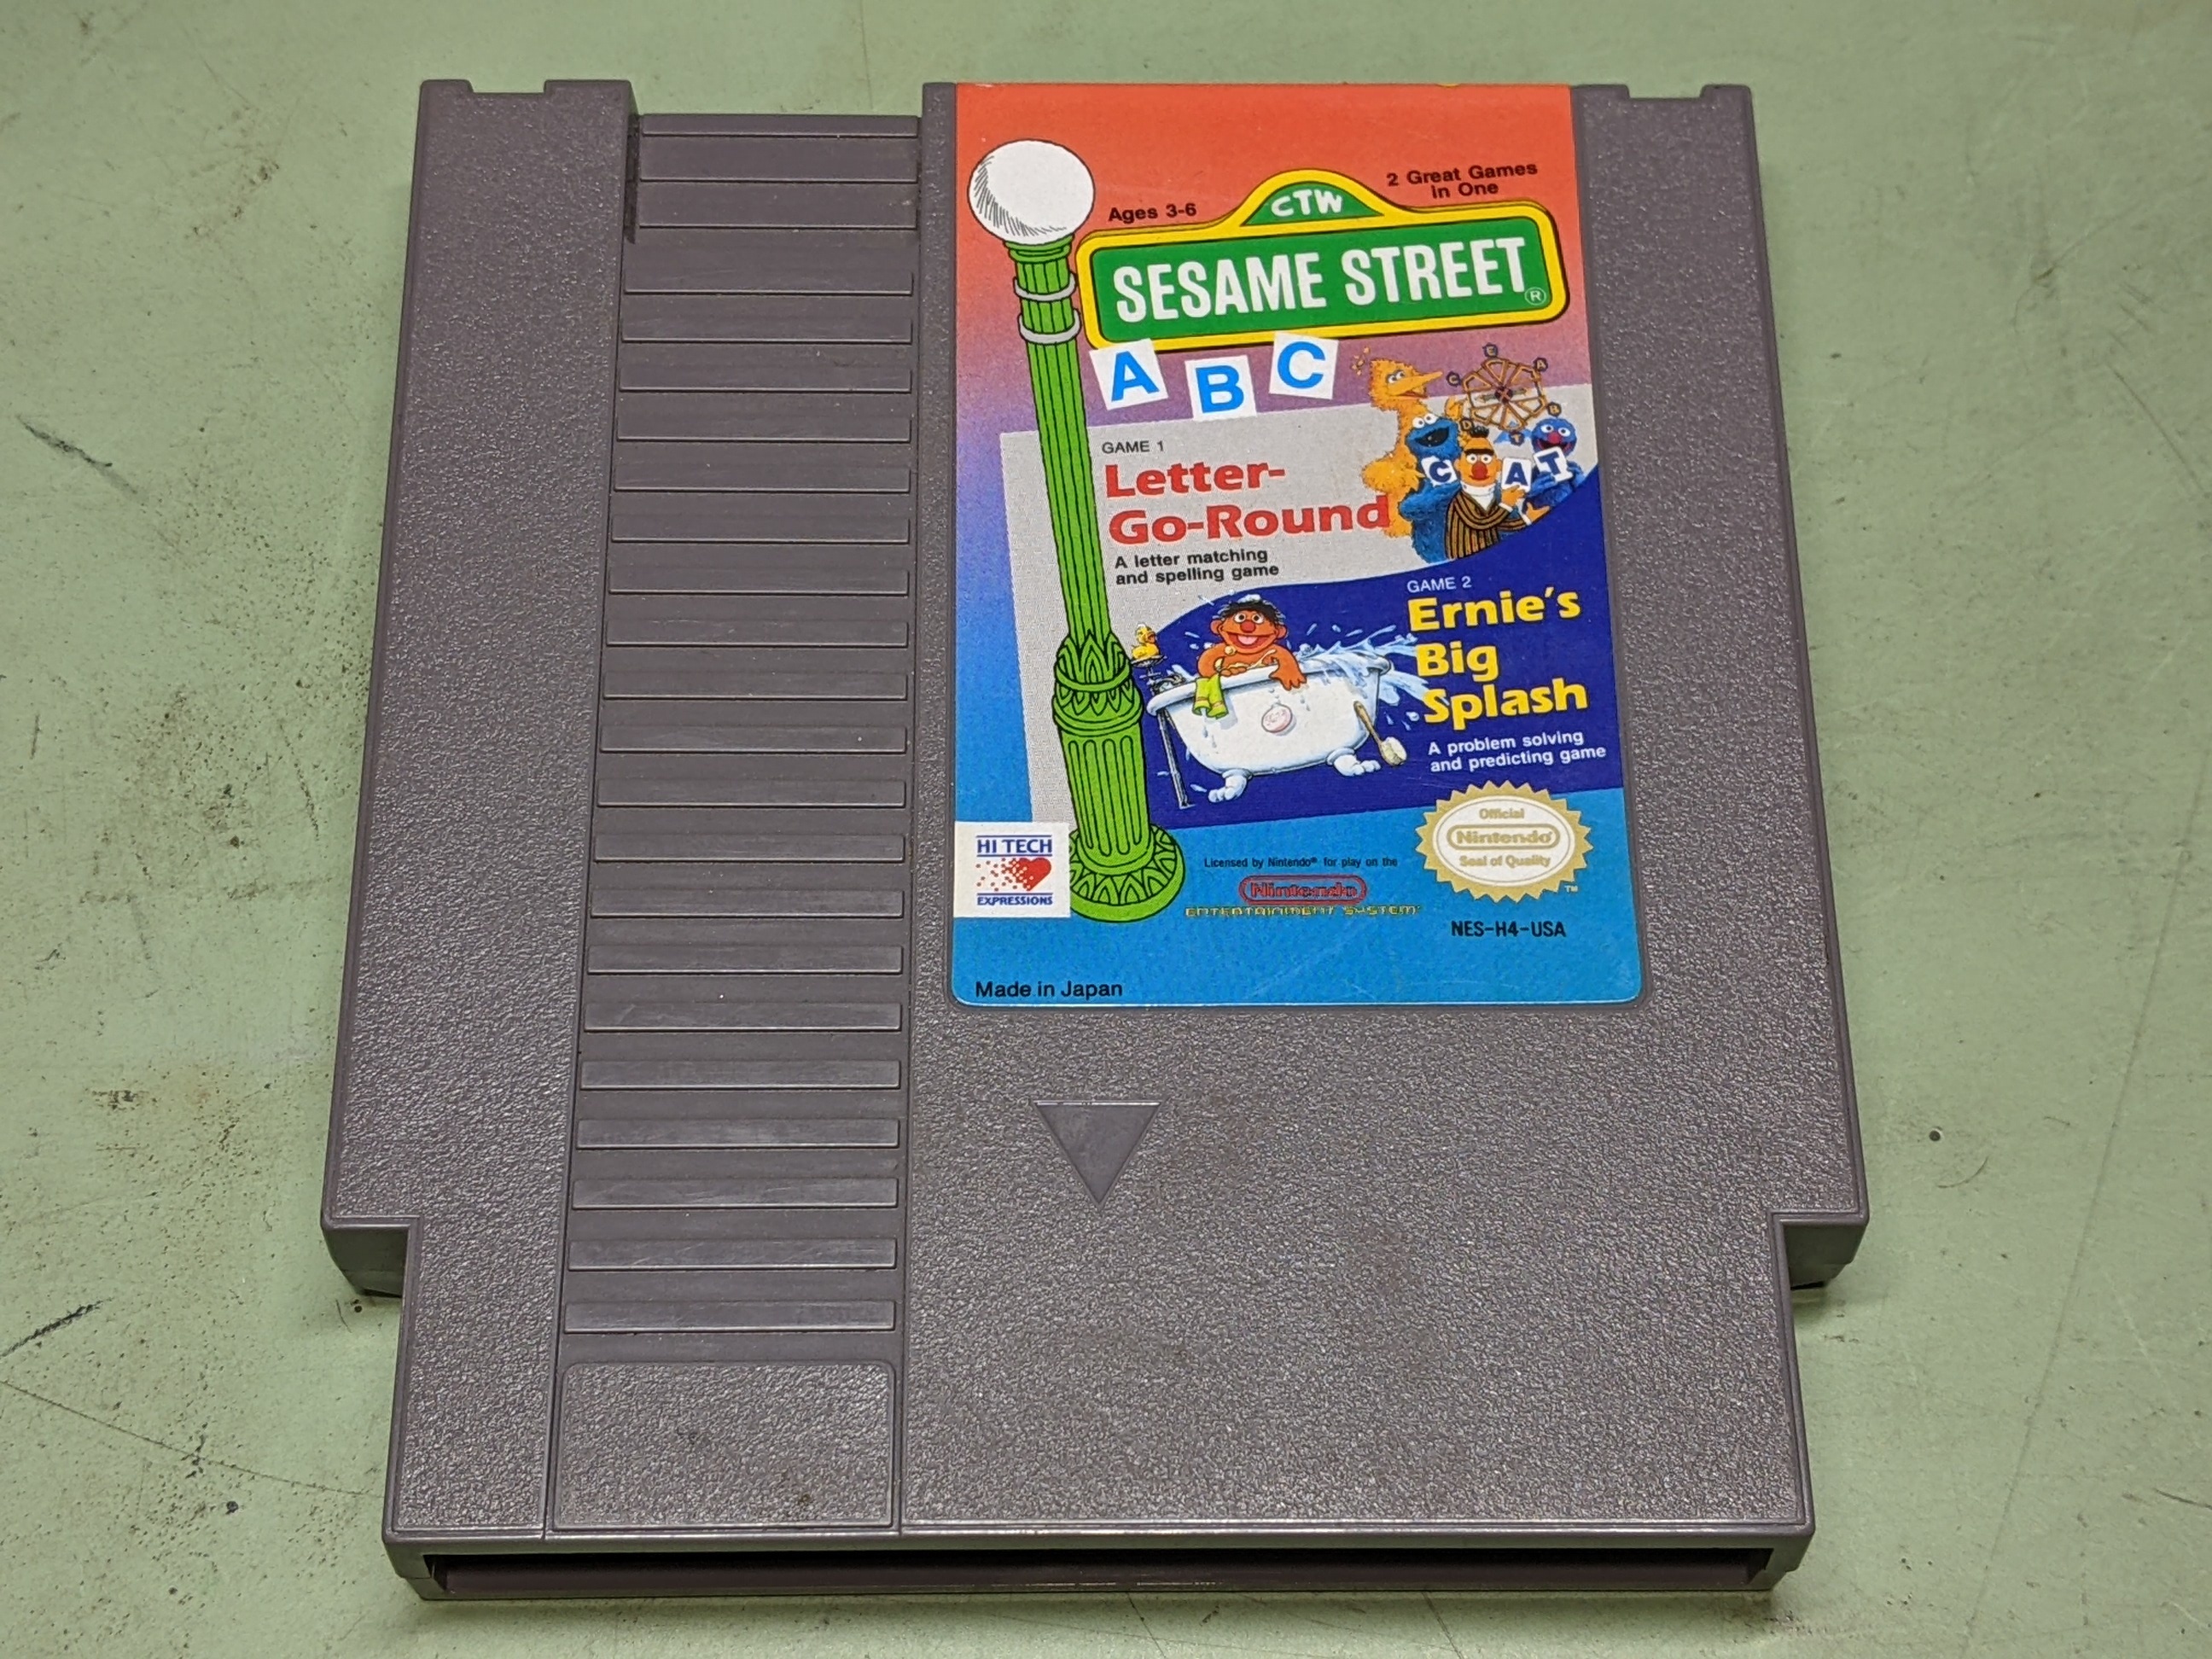 2 Great Games
in One
Ages 3-6
CTW
SESAME STREET®
A B C
GAME 1
Letter-
Go-Round
A letter matching
and spelling game
C A T
GAME 2
Ernie's
Big
Splash
A problem solving
and predicting game
HI TECH
EXPRESSIONS
Licensed by Nintendo® for play on the
Nintendo
ENTERTAINMENT SYSTEM
Official
Nintendo
Seal of Quality
TM
NES-H4-USA
Made in Japan